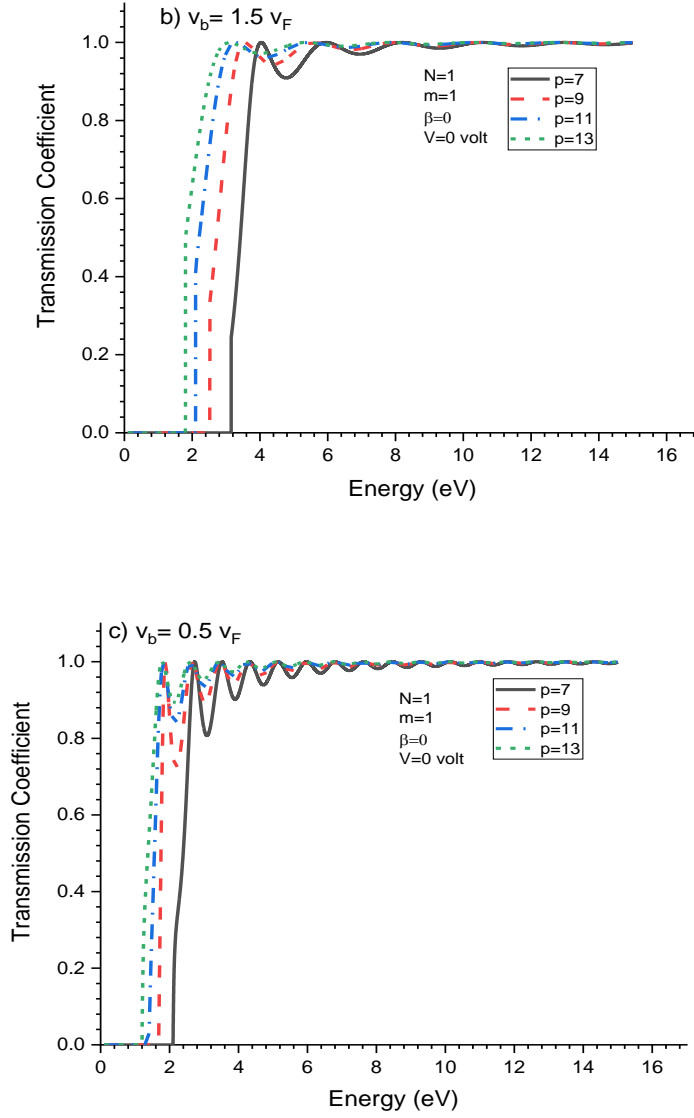 b) v_b= 1.5 v_F
1.0
0.8
0.6
0.4
0.2
0.0
Transmission Coefficient
N=1
m=1
β=0
V=0 volt
p=7
p=9
p=11
p=13
0 2 4 6 8 10 12 14 16
Energy (eV)
c) v_b= 0.5 v_F
1.0
0.8
0.6
0.4
0.2
0.0
Transmission Coefficient
N=1
m=1
β=0
V=0 volt
p=7
p=9
p=11
p=13
0 2 4 6 8 10 12 14 16
Energy (eV)